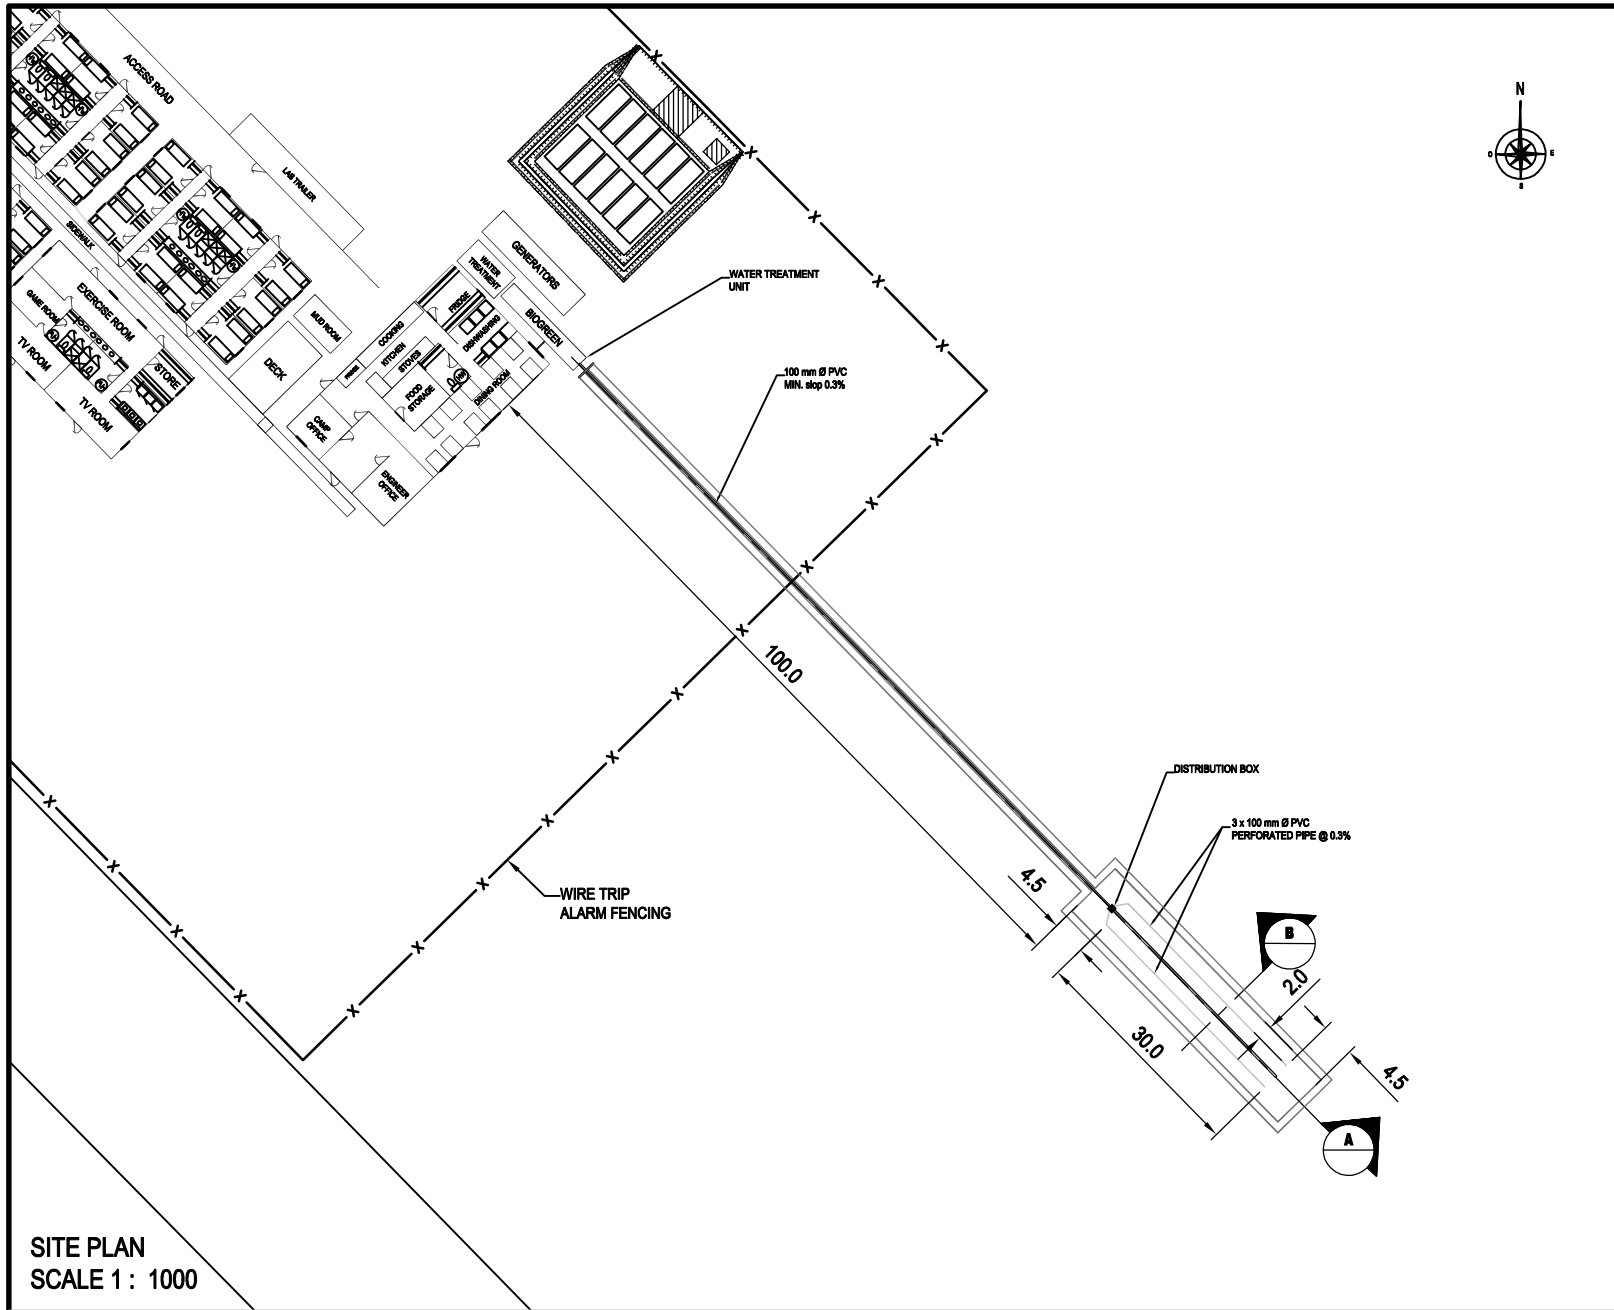 N
O
E
S
ACCESS ROAD
LAB TRAILER
SIDEWALK
GENERATORS
WATER
TREATMENT
BIOGREEN
WATER TREATMENT
UNIT
EXERCISE ROOM
GAME ROOM
TV ROOM
TV ROOM
STORE
MUD ROOM
DECK
FRIDGE
COOKING
KITCHEN
STOVES
DISHWASHING
FOOD
STORAGE
DINING ROOM
CAMP
OFFICE
ENGINEER
OFFICE
100 mm Ø PVC
MIN. slop 0.3%
100.0
DISTRIBUTION BOX
3 x 100 mm Ø PVC
PERFORATED PIPE @ 0.3%
WIRE TRIP
ALARM FENCING
4.5
B
2.0
30.0
4.5
A
SITE PLAN
SCALE 1 : 1000